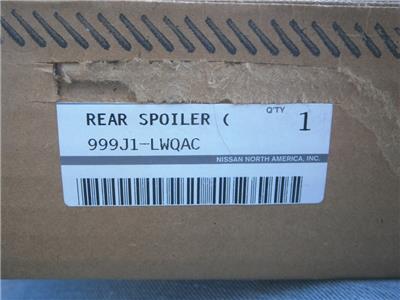 Q'TY
REAR SPOILER ( 1
999J1-LWQAC
NISSAN NORTH AMERICA, INC.